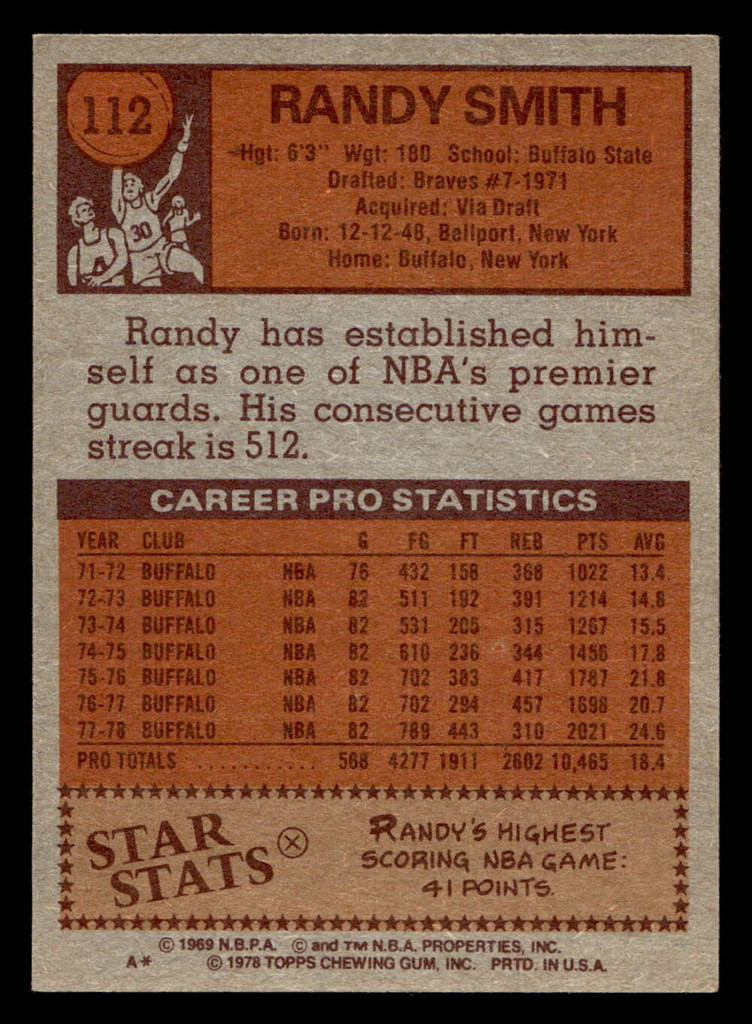 112
30
RANDY SMITH
Hgt: 6'3" Wgt: 180 School: Buffalo State
Drafted: Braves #7-1971
Acquired: Via Draft
Born: 12-12-48, Bellport, New York
Home: Buffalo, New York
Randy has established him-
self as one of NBA's premier
guards. His consecutive games
streak is 512.
CAREER PRO STATISTICS
YEAR CLUB G FG FT REB PTS AVG
71-72 BUFFALO NBA 76 432 158 368 1022 13.4
72-73 BUFFALO NBA 82 511 192 391 1214 14.8
73-74 BUFFALO NBA 82 531 205 315 1267 15.5
74-75 BUFFALO NBA 82 610 236 344 1456 17.8
75-76 BUFFALO NBA 82 702 383 417 1787 21.8
76-77 BUFFALO NBA 82 702 294 457 1698 20.7
77-78 BUFFALO NBA 82 789 443 310 2021 24.6
PRO TOTALS ........... 568 4277 1911 2602 10,465 18.4
STAR
STATS
RANDY'S HIGHEST
SCORING NBA GAME:
41 POINTS.
© 1969 N.B.P.A. © and TM N.B.A. PROPERTIES, INC.
A* © 1978 TOPPS CHEWING GUM, INC. PRTD. IN U.S.A.